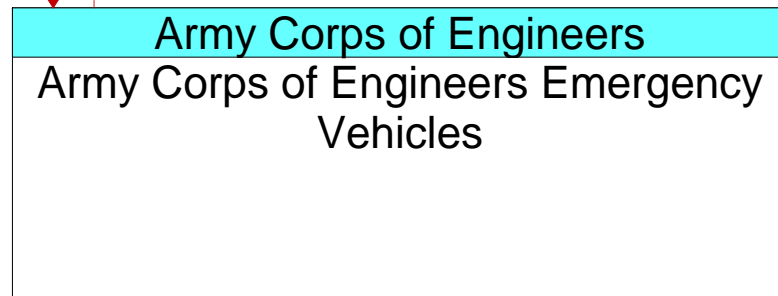 Army Corps of Engineers
Army Corps of Engineers Emergency
Vehicles